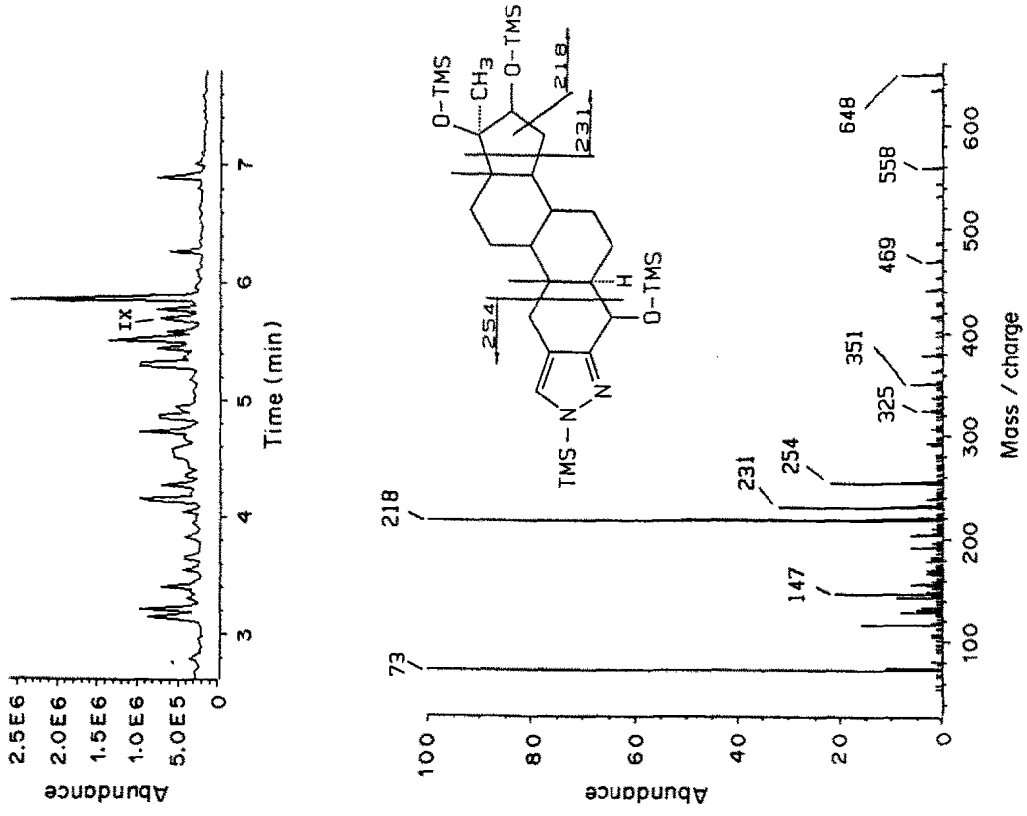 Abundance
2.5E6
2.0E6
1.5E6
1.0E6
5.0E5
0
3
4
5
6
7
Time (min)
IX
Abundance
100
80
60
40
20
0
100
200
300
400
500
600
Mass / charge
73
147
218
231
254
325
351
469
558
648
TMS-N
N
254
O-TMS
H
O-TMS
CH3
O-TMS
218
231